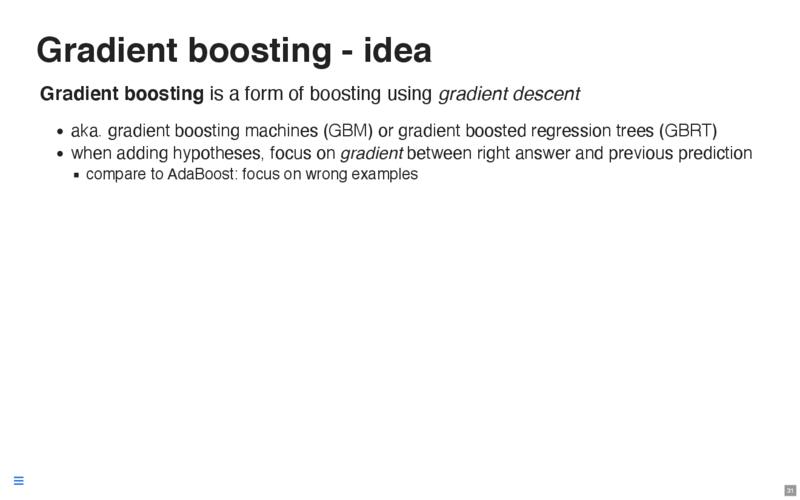 Gradient boosting - idea
Gradient boosting is a form of boosting using gradient descent
aka. gradient boosting machines (GBM) or gradient boosted regression trees (GBRT)
when adding hypotheses, focus on gradient between right answer and previous prediction
compare to AdaBoost: focus on wrong examples
31